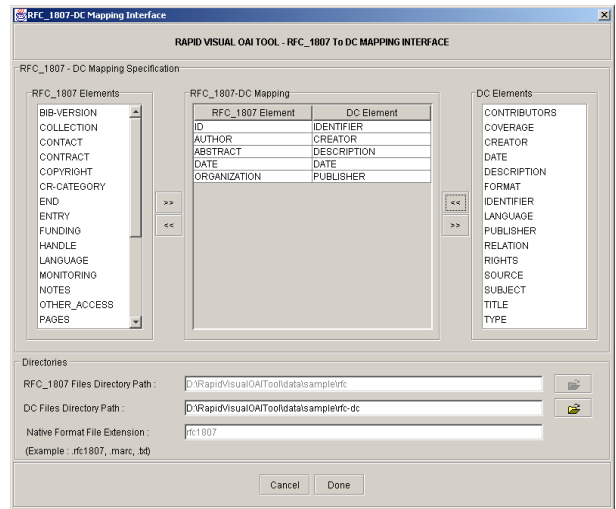 RFC_1807-DC Mapping Interface
RAPID VISUAL OAI TOOL - RFC_1807 To DC MAPPING INTERFACE
RFC_1807 - DC Mapping Specification
RFC_1807 Elements
BIB-VERSION
COLLECTION
CONTACT
CONTRACT
COPYRIGHT
CR-CATEGORY
END
ENTRY
FUNDING
HANDLE
LANGUAGE
MONITORING
NOTES
OTHER_ACCESS
PAGES
>>
<<
RFC_1807-DC Mapping
RFC_1807 Element DC Element
ID IDENTIFIER
AUTHOR CREATOR
ABSTRACT DESCRIPTION
DATE DATE
ORGANIZATION PUBLISHER
<<
>>
DC Elements
CONTRIBUTORS
COVERAGE
CREATOR
DATE
DESCRIPTION
FORMAT
IDENTIFIER
LANGUAGE
PUBLISHER
RELATION
RIGHTS
SOURCE
SUBJECT
TITLE
TYPE
Directories
RFC_1807 Files Directory Path : D:\RapidVisualOAITool\data\sample\rfc
DC Files Directory Path : D:\RapidVisualOAITool\data\sample\rfc-dc
Native Format File Extension : rfc1807
(Example : .rfc1807, .marc, .txt)
Cancel Done